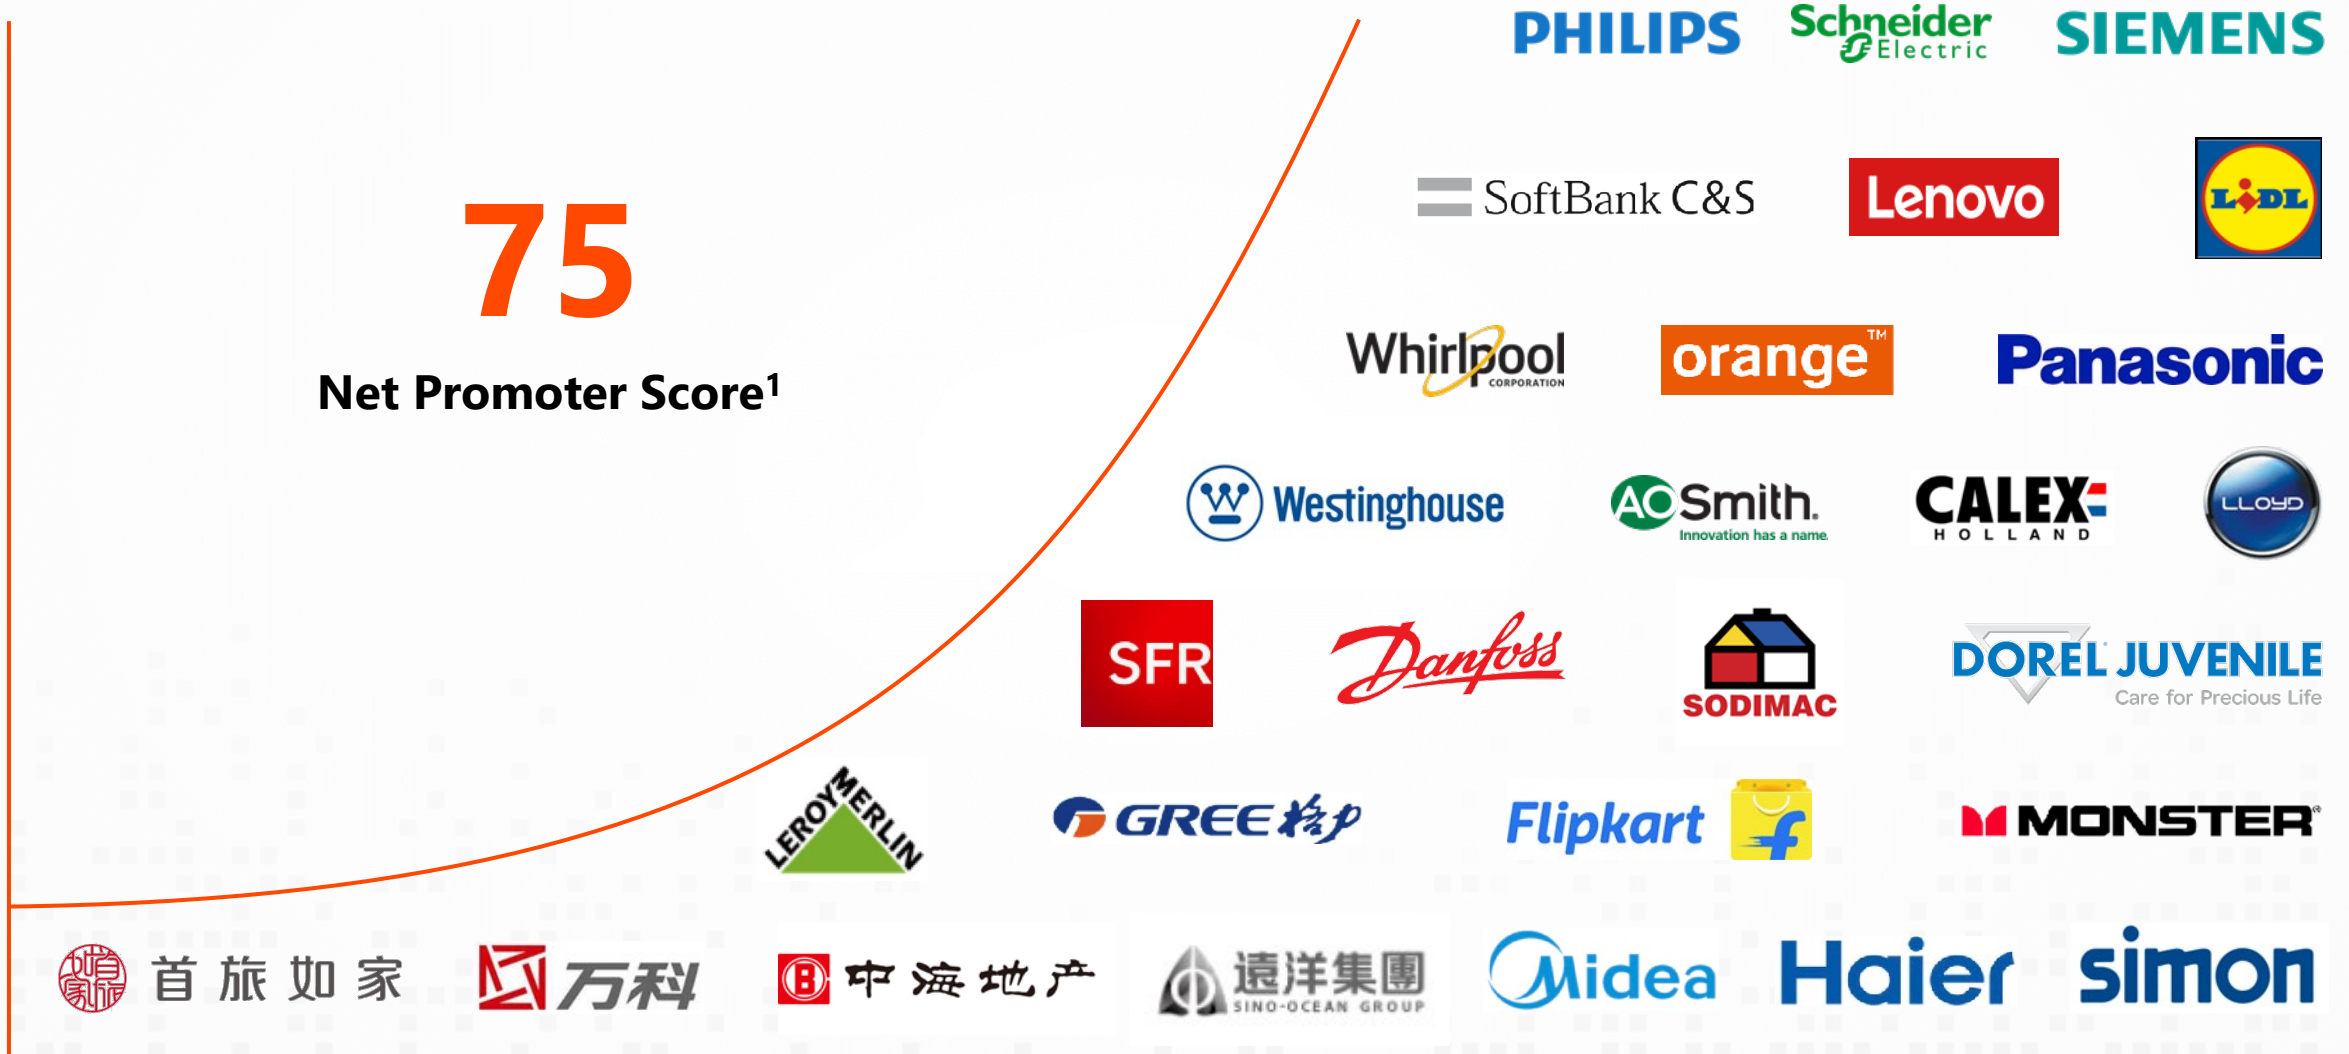 PHILIPS
Schneider
Electric
SIEMENS
SoftBank C&S
Lenovo
LIDL
75
Net Promoter Score¹
Whirlpool
CORPORATION
orange™
Panasonic
Westinghouse
AO Smith.
Innovation has a name.
CALEX
HOLLAND
LLOYD
SFR
Danfoss
SODIMAC
DOREL JUVENILE
Care for Precious Life
LEROY MERLIN
GREE 格力
Flipkart
f
MONSTER®
首旅如家
万科
中海地产
遠洋集團
SINO-OCEAN GROUP
Midea
Haier
simon